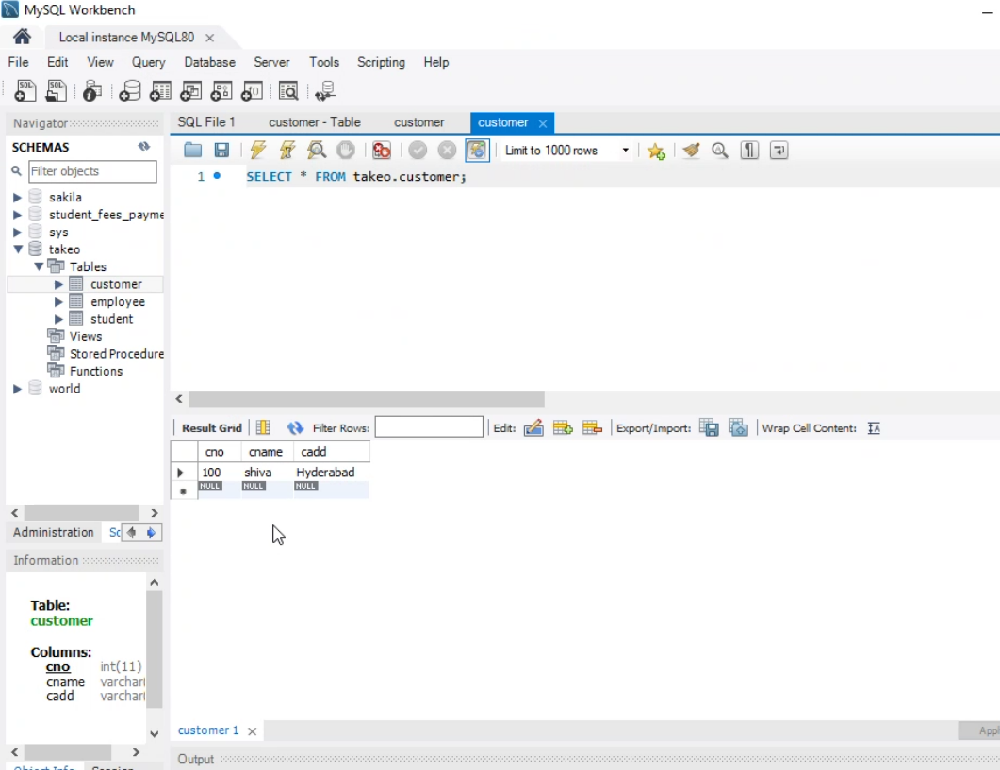 MySQL Workbench
Local instance MySQL80
File Edit View Query Database Server Tools Scripting Help
Navigator
SCHEMAS
Filter objects
sakila
student_fees_payme
sys
takeo
Tables
customer
employee
student
Views
Stored Procedure
Functions
world
Administration Sc
Information
Table:
customer
Columns:
cno int(11)
cname varchar(
cadd varchar(
Object Info Session
SQL File 1 customer - Table customer customer
Limit to 1000 rows
1 SELECT * FROM takeo.customer;
Result Grid Filter Rows: Edit: Export/Import: Wrap Cell Content:
cno cname cadd
100 shiva Hyderabad
NULL NULL NULL
customer 1
Appl
Output